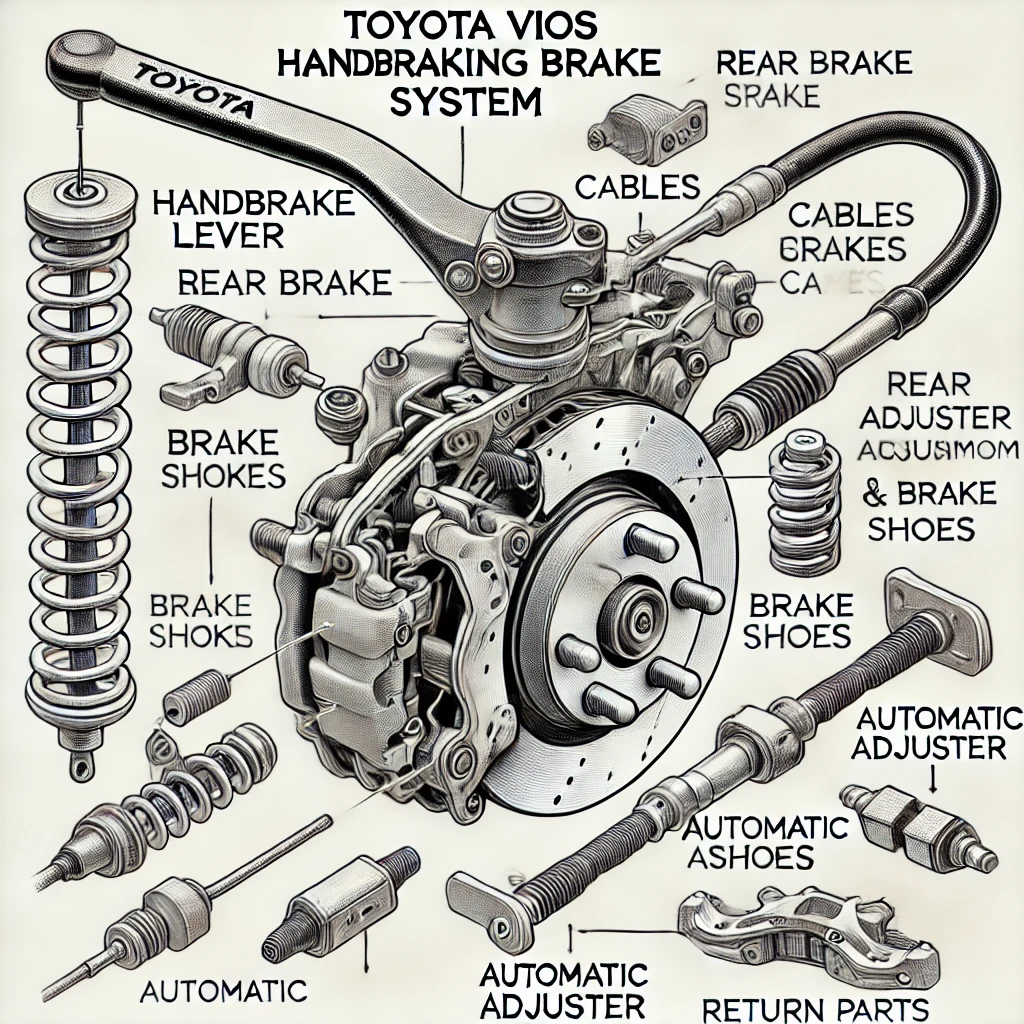 TOYOTA VIOS
HANDBRAKING BRAKE
SYSTEM
TOYOTA
REAR BRAKE
SRAKE
CABLES
HANDBRAKE
LEVER
CABLES
BRAKES
CA
REAR BRAKE
REAR
ADJUSTER
BRAKE
SHOKES
& BRAKE
SHOES
BRAKE
SHOKS
BRAKE
SHOES
AUTOMATIC
ADJUSTER
AUTOMATIC
ASHOES
AUTOMATIC
AUTOMATIC
ADJUSTER
RETURN PARTS